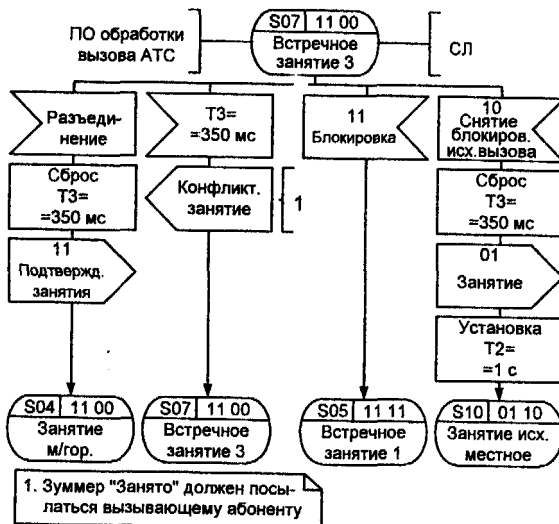 ПО обработки
вызова АТС
S07 11 00
Встречное
занятие 3
СЛ
Разъеди-
нение
Т3=
=350 мс
11
Блокировка
10
Снятие
блокиров.
исх.вызова
Сброс
Т3=
=350 мс
Конфликт.
занятие
1
Сброс
Т3=
=350 мс
11
Подтвержд.
занятия
01
Занятие
Установка
Т2=
=1 с
S04 11 00
Занятие
м/гор.
S07 11 00
Встречное
занятие 3
S05 11 11
Встречное
занятие 1
S10 01 10
Занятие исх.
местное
1. Зуммер "Занято" должен посы-
латься вызывающему абоненту